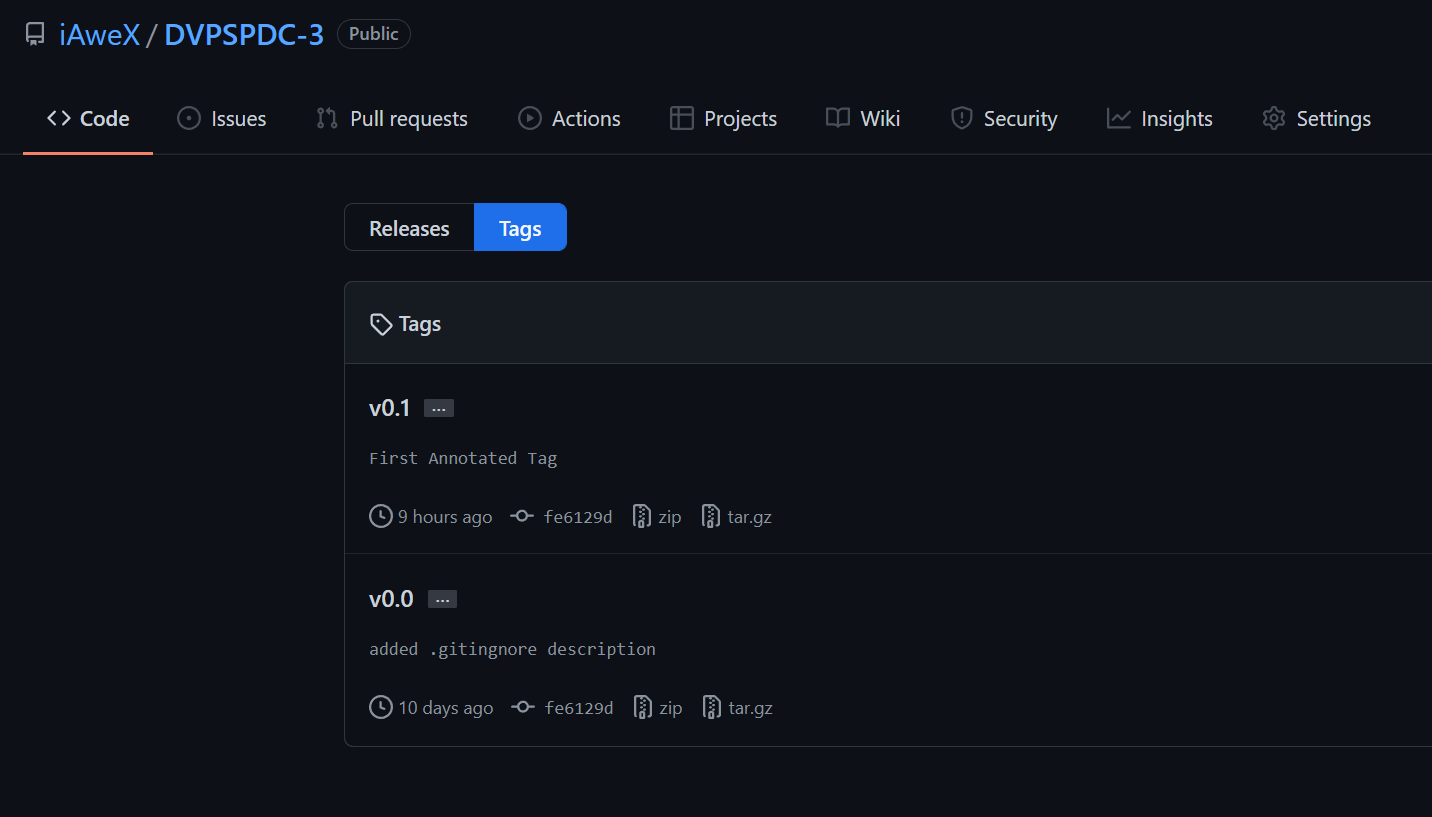 iAweX / DVPSPDC-3 Public
Code Issues Pull requests Actions Projects Wiki Security Insights Settings
Releases Tags
Tags
v0.1 ...
First Annotated Tag
9 hours ago fe6129d zip tar.gz
v0.0 ...
added .gitingnore description
10 days ago fe6129d zip tar.gz